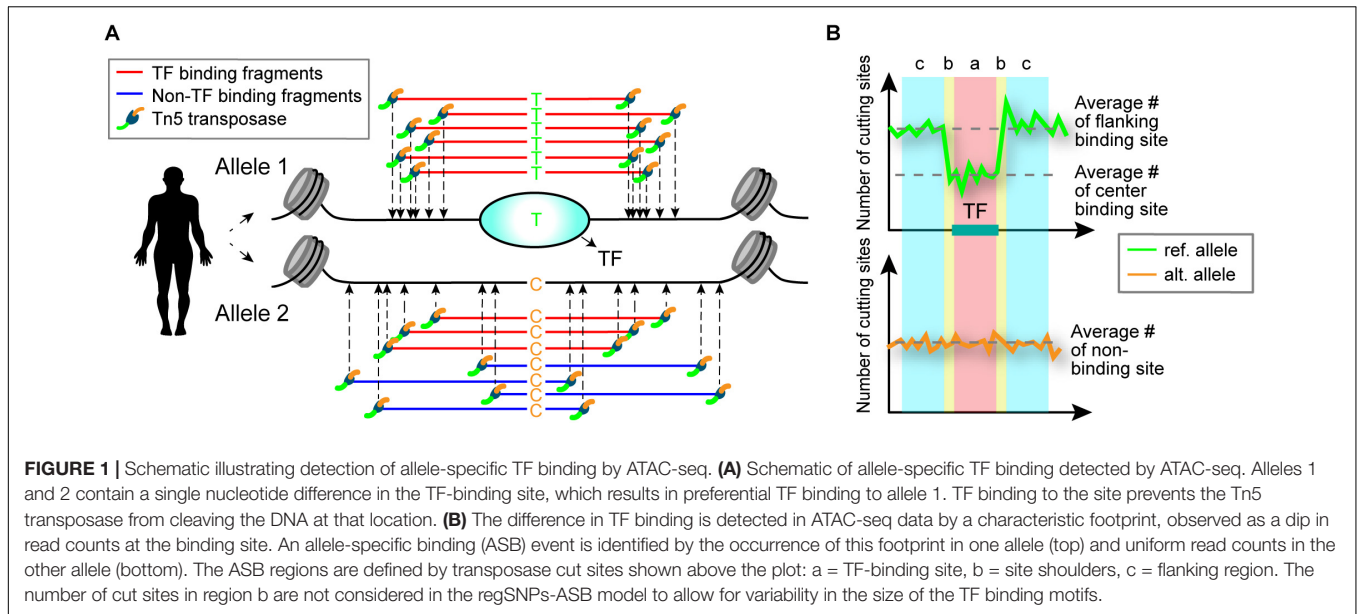 A
TF binding fragments
Non-TF binding fragments
Tn5 transposase
Allele 1
Allele 2
T
T
T
T
T
T
T
TF
C
C
C
C
C
C
C
C
B
c b a b c
Number of cutting sites
Average #
of flanking
binding
site
Average #
of center
binding site
TF
ref. allele
alt. allele
Number of cutting sites
Average #
of non-
binding
site
FIGURE 1 | Schematic illustrating detection of allele-specific TF binding by ATAC-seq. (A) Schematic of allele-specific TF binding detected by ATAC-seq. Alleles 1
and 2 contain a single nucleotide difference in the TF-binding site, which results in preferential TF binding to allele 1. TF binding to the site prevents the Tn5
transposase from cleaving the DNA at that location. (B) The difference in TF binding is detected in ATAC-seq data by a characteristic footprint, observed as a dip in
read counts at the binding site. An allele-specific binding (ASB) event is identified by the occurrence of this footprint in one allele (top) and uniform read counts in the
other allele (bottom). The ASB regions are defined by transposase cut sites shown above the plot: a = TF-binding site, b = site shoulders, c = flanking region. The
number of cut sites in region b are not considered in the regSNPs-ASB model to allow for variability in the size of the TF binding motifs.